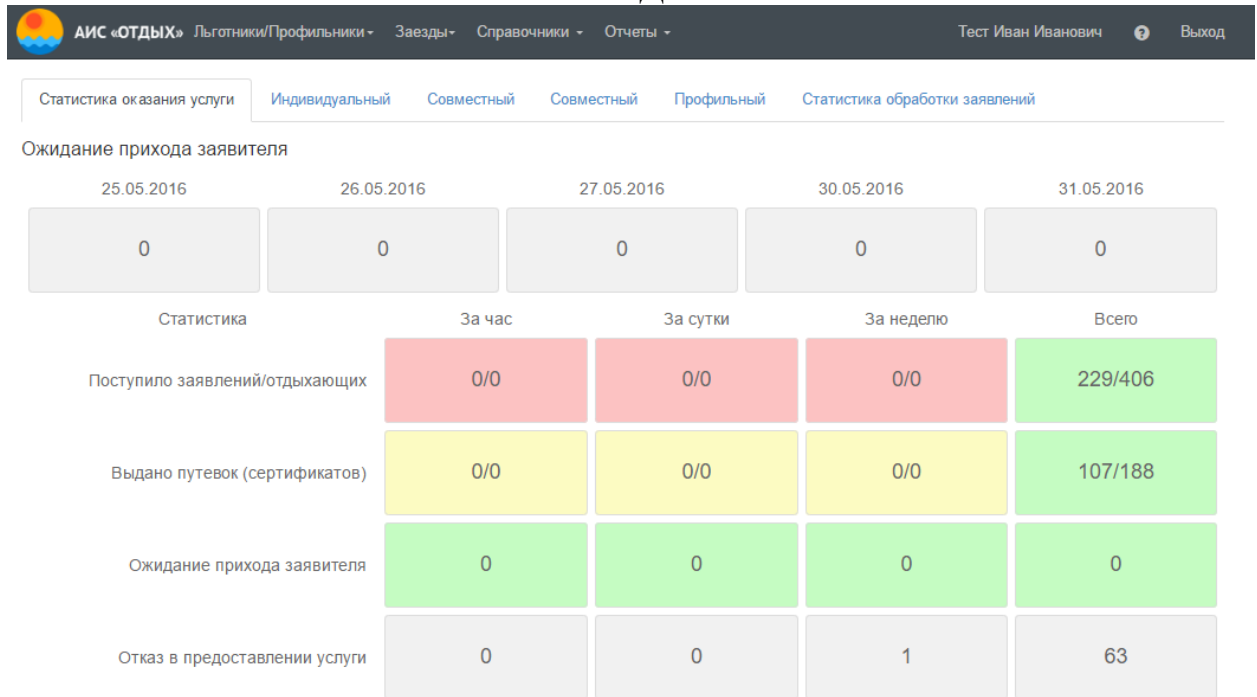 АИС «ОТДЫХ» Льготники/Профильники Заезды Справочники Отчеты Тест Иван Иванович ? Выход
Статистика оказания услуги Индивидуальный Совместный Совместный Профильный Статистика обработки заявлений
Ожидание прихода заявителя
25.05.2016 26.05.2016 27.05.2016 30.05.2016 31.05.2016
0 0 0 0 0
Статистика За час За сутки За неделю Всего
Поступило заявлений/отдыхающих 0/0 0/0 0/0 229/406
Выдано путевок (сертификатов) 0/0 0/0 0/0 107/188
Ожидание прихода заявителя 0 0 0 0
Отказ в предоставлении услуги 0 0 1 63